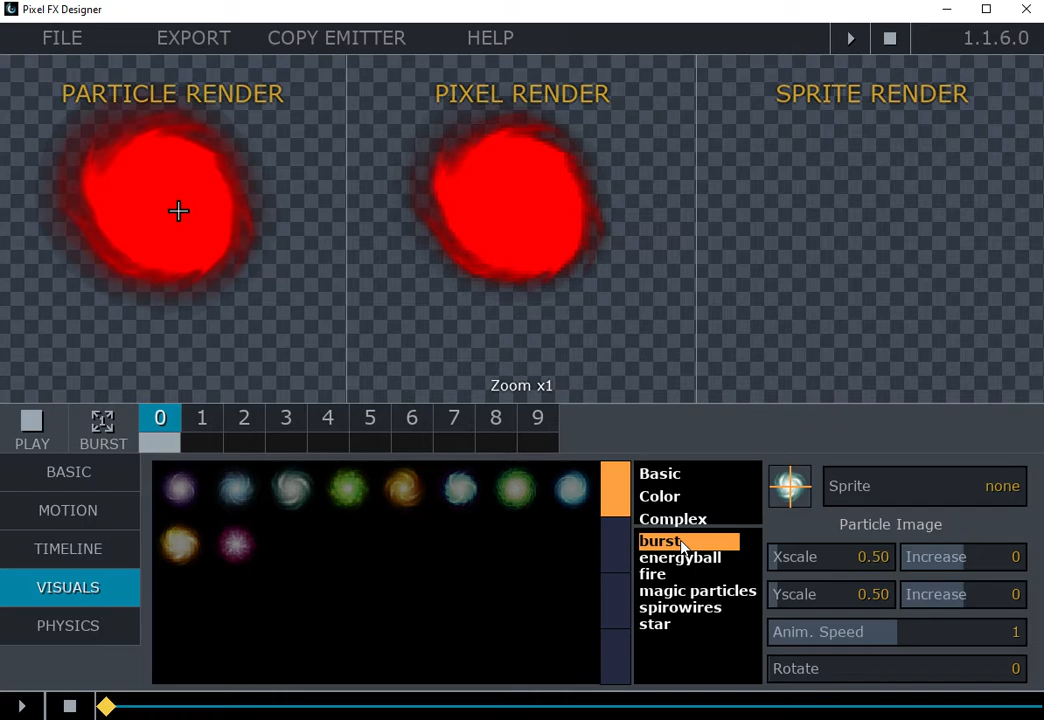 Pixel FX Designer
FILE EXPORT COPY EMITTER HELP 1.1.6.0
PARTICLE RENDER PIXEL RENDER SPRITE RENDER
Zoom x1
PLAY 1 BURST 0 1 2 3 4 5 6 7 8 9
BASIC
MOTION
TIMELINE
VISUALS
PHYSICS
Basic
Color
Complex
burst
energyball
fire
magic particles
spirowires
star
Sprite none
Particle Image
Xscale 0.50 Increase 0
Yscale 0.50 Increase 0
Anim. Speed 1
Rotate 0